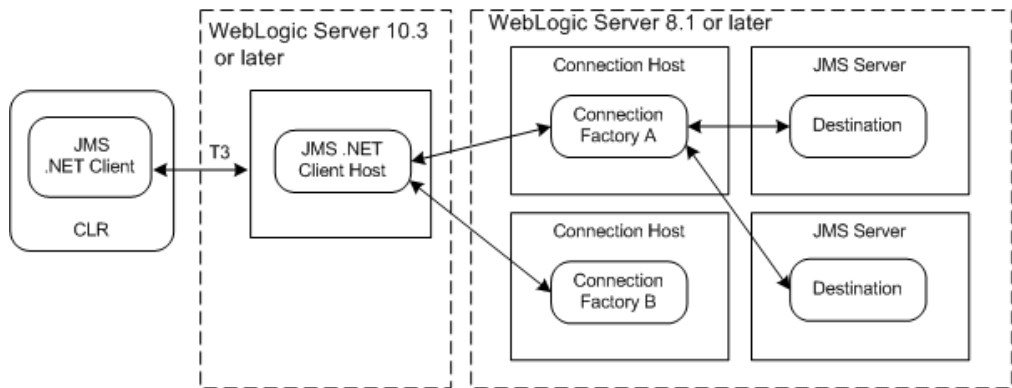 WebLogic Server 10.3
or later
WebLogic Server 8.1 or later
JMS
.NET Client
CLR
T3
JMS .NET
Client Host
Connection Host
Connection
Factory A
JMS Server
Destination
Connection Host
Connection
Factory B
JMS Server
Destination